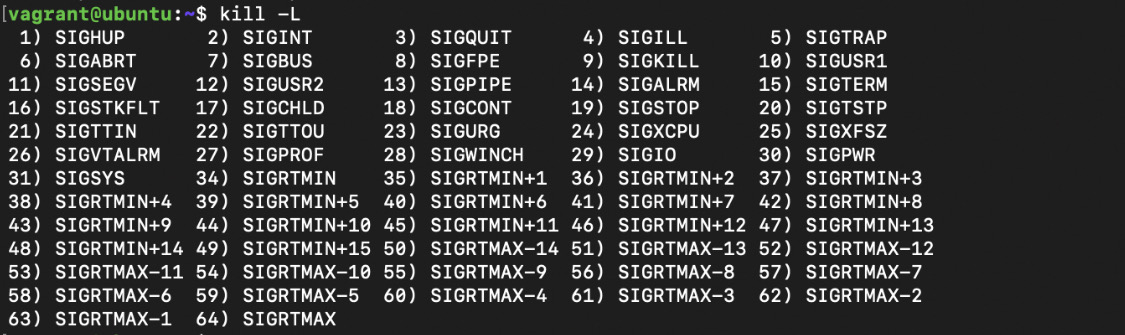 [vagrant@ubuntu:~$ kill -L
1) SIGHUP 2) SIGINT 3) SIGQUIT 4) SIGILL 5) SIGTRAP
6) SIGABRT 7) SIGBUS 8) SIGFPE 9) SIGKILL 10) SIGUSR1
11) SIGSEGV 12) SIGUSR2 13) SIGPIPE 14) SIGALRM 15) SIGTERM
16) SIGSTKFLT 17) SIGCHLD 18) SIGCONT 19) SIGSTOP 20) SIGTSTP
21) SIGTTIN 22) SIGTTOU 23) SIGURG 24) SIGXCPU 25) SIGXFSZ
26) SIGVTALRM 27) SIGPROF 28) SIGWINCH 29) SIGIO 30) SIGPWR
31) SIGSYS 34) SIGRTMIN 35) SIGRTMIN+1 36) SIGRTMIN+2 37) SIGRTMIN+3
38) SIGRTMIN+4 39) SIGRTMIN+5 40) SIGRTMIN+6 41) SIGRTMIN+7 42) SIGRTMIN+8
43) SIGRTMIN+9 44) SIGRTMIN+10 45) SIGRTMIN+11 46) SIGRTMIN+12 47) SIGRTMIN+13
48) SIGRTMIN+14 49) SIGRTMIN+15 50) SIGRTMAX-14 51) SIGRTMAX-13 52) SIGRTMAX-12
53) SIGRTMAX-11 54) SIGRTMAX-10 55) SIGRTMAX-9 56) SIGRTMAX-8 57) SIGRTMAX-7
58) SIGRTMAX-6 59) SIGRTMAX-5 60) SIGRTMAX-4 61) SIGRTMAX-3 62) SIGRTMAX-2
63) SIGRTMAX-1 64) SIGRTMAX